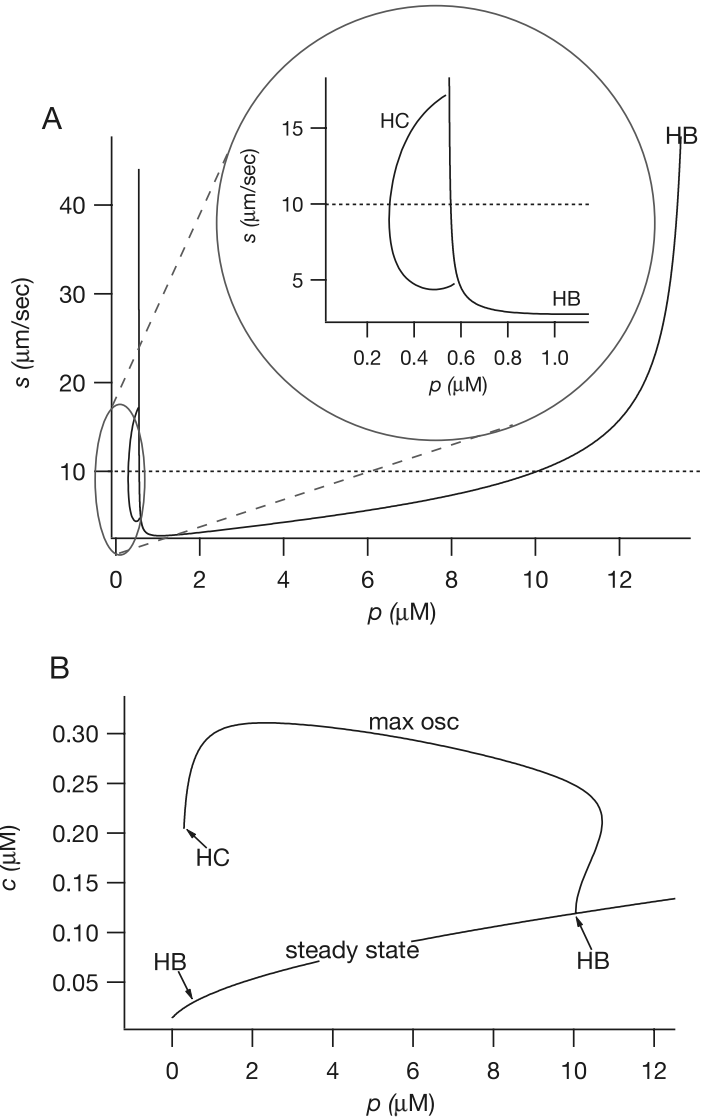 A
HB
HC
s (μm/sec)
15
10
5
HB
0.2 0.4 0.6 0.8 1.0
p (μM)
s (μm/sec)
40
30
20
10
0 2 4 6 8 10 12
p (μM)
B
max osc
c (μM)
0.30
0.25
0.20
0.15
0.10
0.05
HC
steady state
HB
HB
0 2 4 6 8 10 12
p (μM)